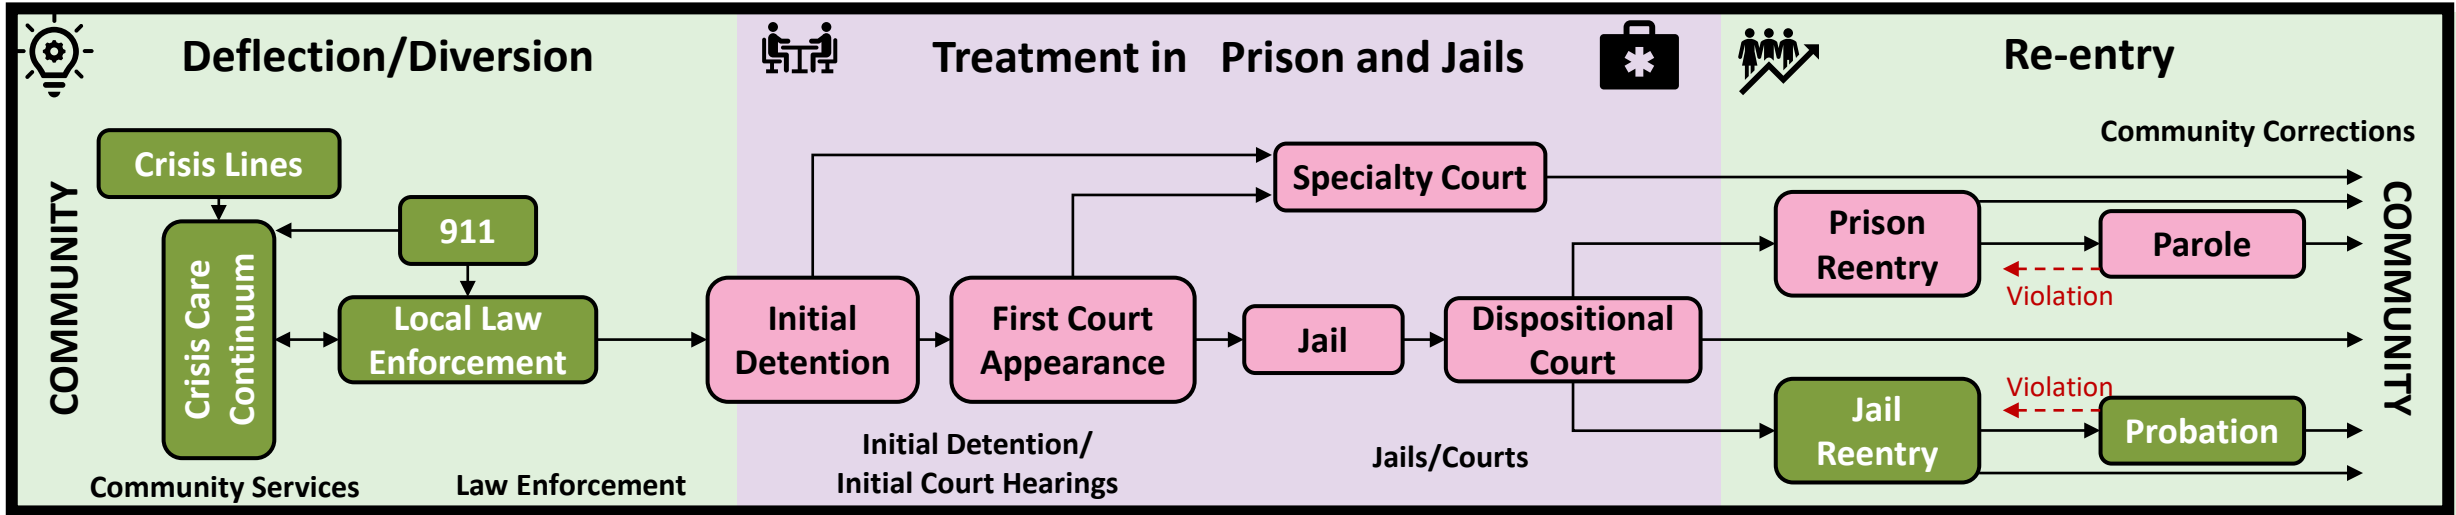 Deflection/Diversion
Treatment in Prison and Jails
Re-entry
COMMUNITY
Crisis Lines
911
Crisis Care
Continuum
Local Law
Enforcement
Community Services
Law Enforcement
Initial
Detention
First Court
Appearance
Specialty Court
Jail
Dispositional
Court
Initial Detention/
Initial Court Hearings
Jails/Courts
Community Corrections
Prison
Reentry
Parole
Violation
Jail
Reentry
Violation
Probation
COMMUNITY